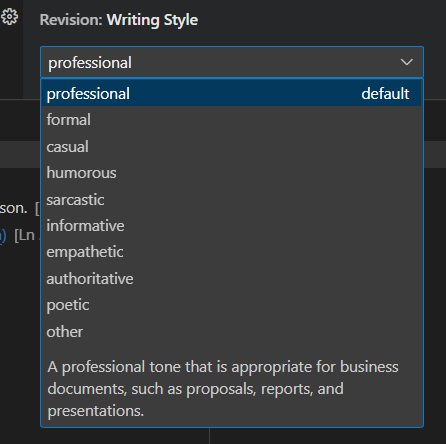 Revision: Writing Style
professional
professional default
formal
casual
humorous
sarcastic
son. [
informative
) [Ln
empathetic
authoritative
poetic
other
A professional tone that is appropriate for business
documents, such as proposals, reports, and
presentations.